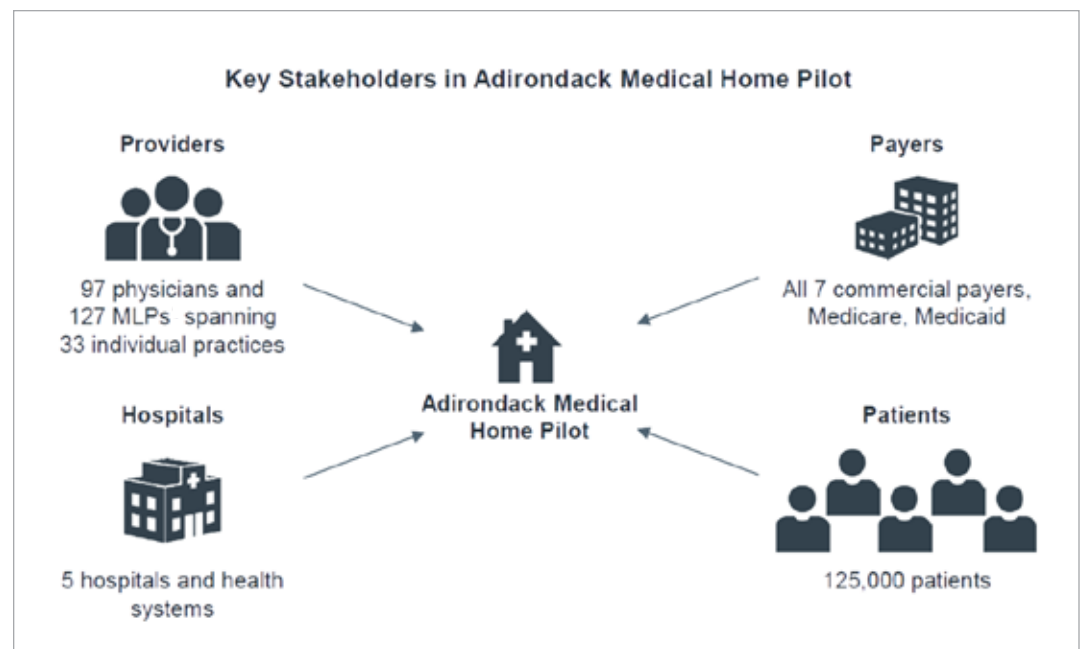 Key Stakeholders in Adirondack Medical Home Pilot
Providers
97 physicians and
127 MLPs spanning
33 individual practices
Payers
All 7 commercial payers,
Medicare, Medicaid
Adirondack Medical
Home Pilot
Hospitals
5 hospitals and health
systems
Patients
125,000 patients